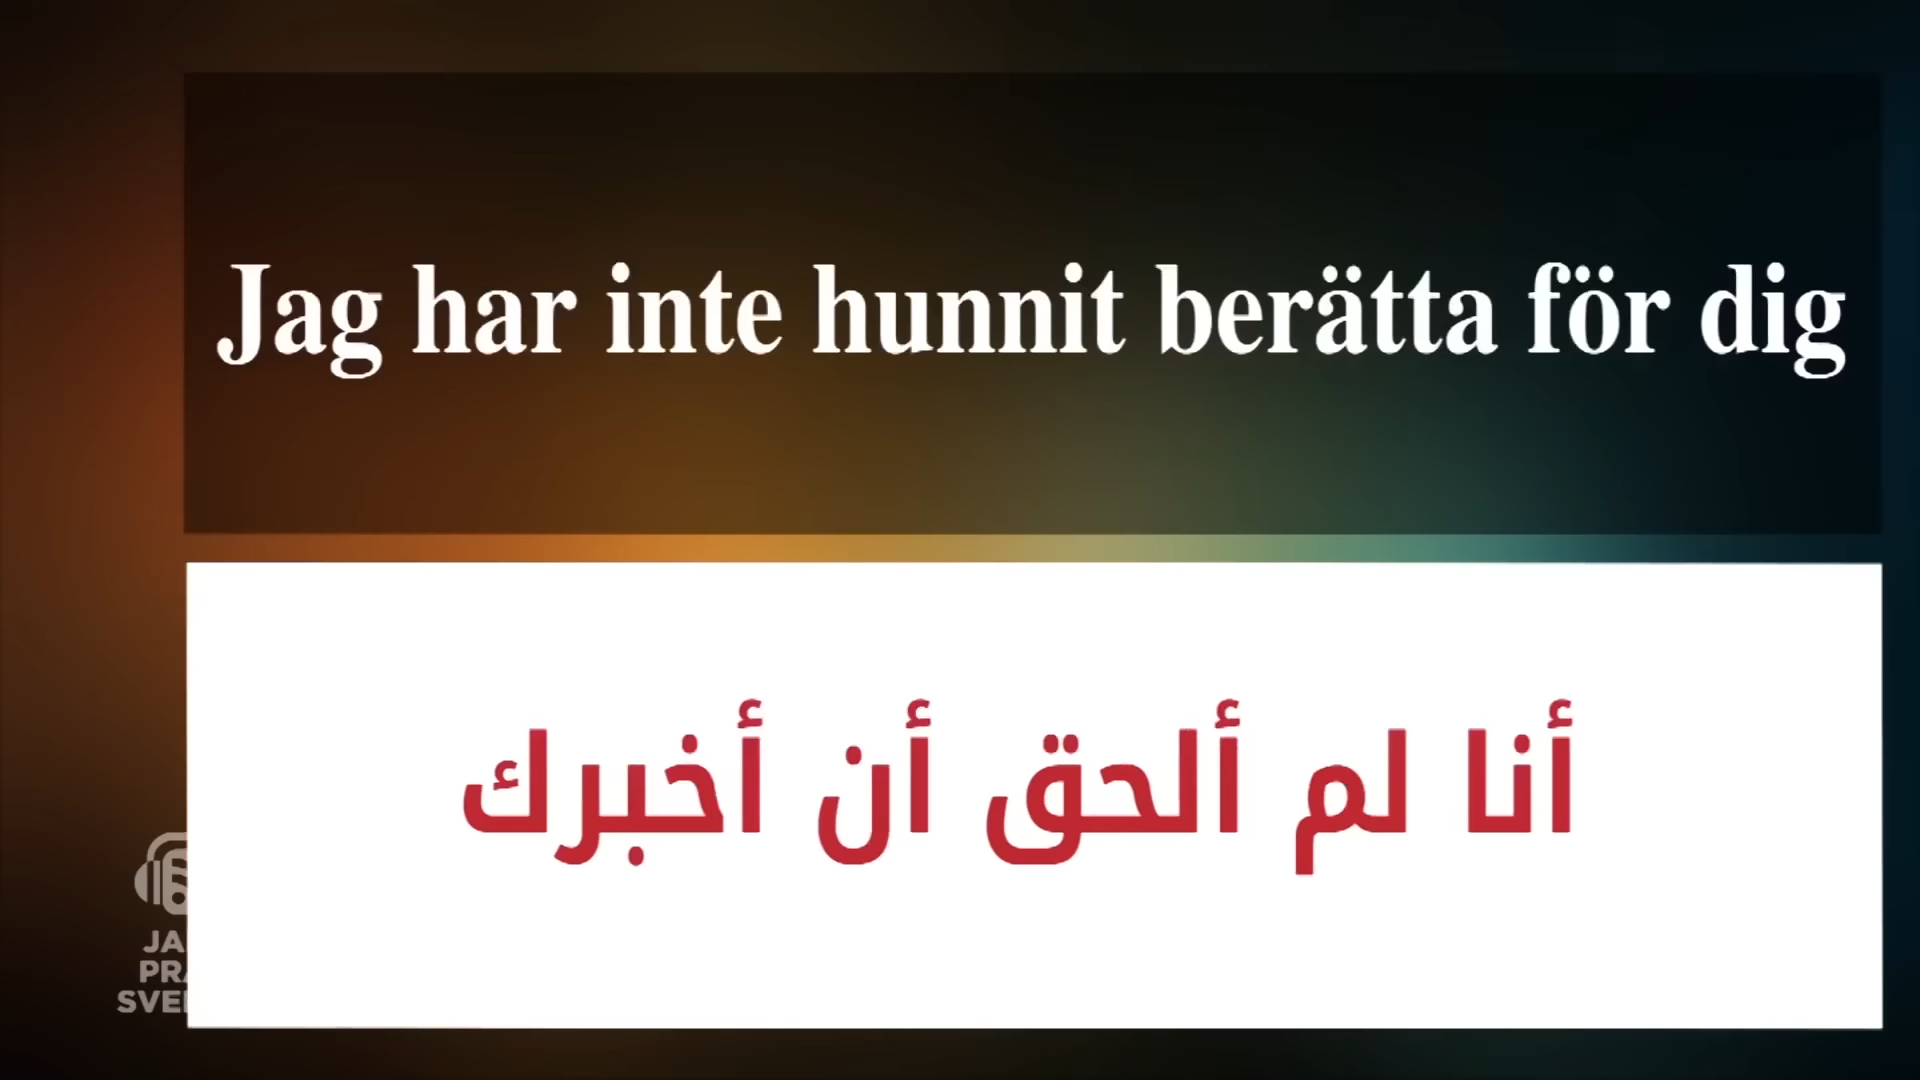 Jag har inte hunnit berätta för dig
أنا لم ألحق أن أخبرك